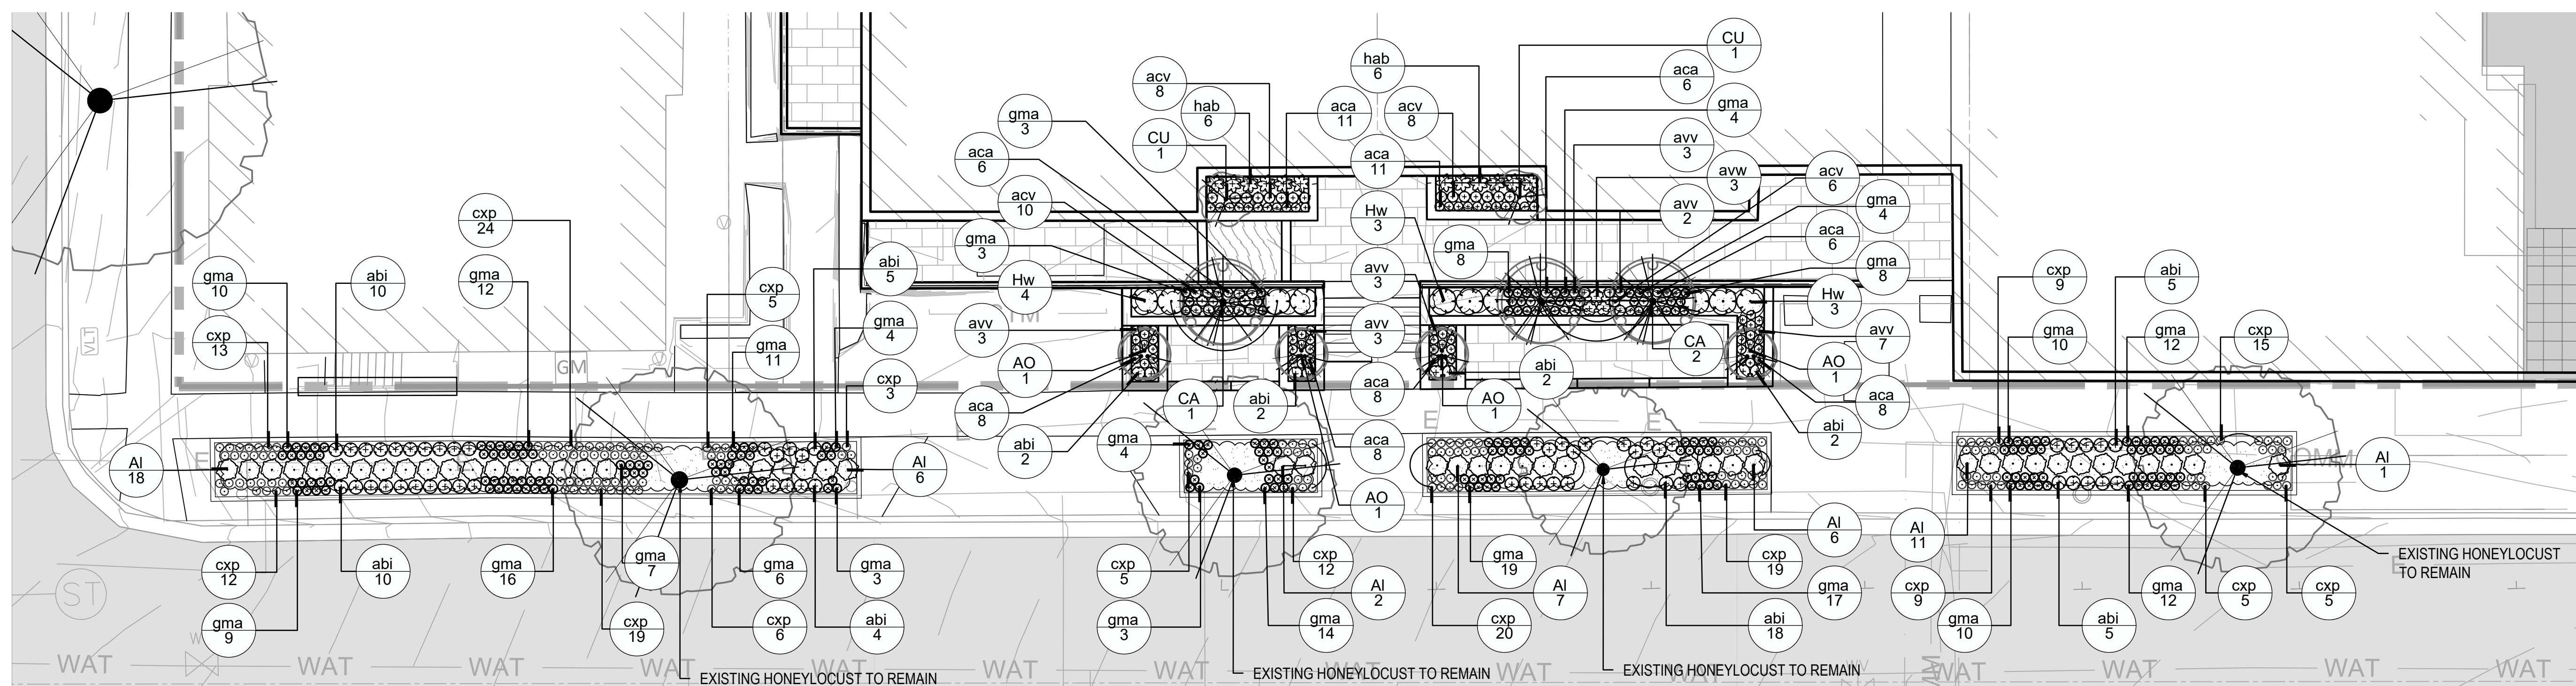 CU
1
hab
6
aca
6
acv
8
gma
4
hab
6
aca
11
acv
8
gma
3
avv
3
CU
1
aca
6
aca
11
avw
3
acv
6
acv
10
avv
2
gma
4
cxp
24
Hw
3
aca
6
gma
3
gma
8
abi
5
gma
8
cxp
9
abi
5
gma
10
abi
10
gma
12
cxp
5
Hw
4
avv
3
Hw
3
VLT
cxp
13
gma
4
avv
3
avv
3
avv
7
gma
10
gma
12
cxp
15
gma
11
CA
2
GM
AO
1
abi
2
AO
1
cxp
3
aca
8
aca
8
CA
1
abi
2
AO
1
aca
8
E
E
abi
2
gma
4
aca
8
abi
2
AI
18
E
AI
6
AI
1
AO
1
AI
6
AI
11
EXISTING HONEYLOCUST
TO REMAIN
cxp
12
abi
10
gma
16
gma
7
gma
6
gma
3
cxp
5
cxp
12
gma
19
cxp
19
ST
AI
2
AI
7
gma
17
cxp
9
gma
12
cxp
5
cxp
5
gma
9
cxp
19
cxp
6
abi
4
gma
3
gma
14
cxp
20
abi
18
gma
10
abi
5
WAT WAT WAT WAT WAT WAT WAT WAT WAT WAT WAT WAT WAT
EXISTING HONEYLOCUST TO REMAIN
EXISTING HONEYLOCUST TO REMAIN
EXISTING HONEYLOCUST TO REMAIN